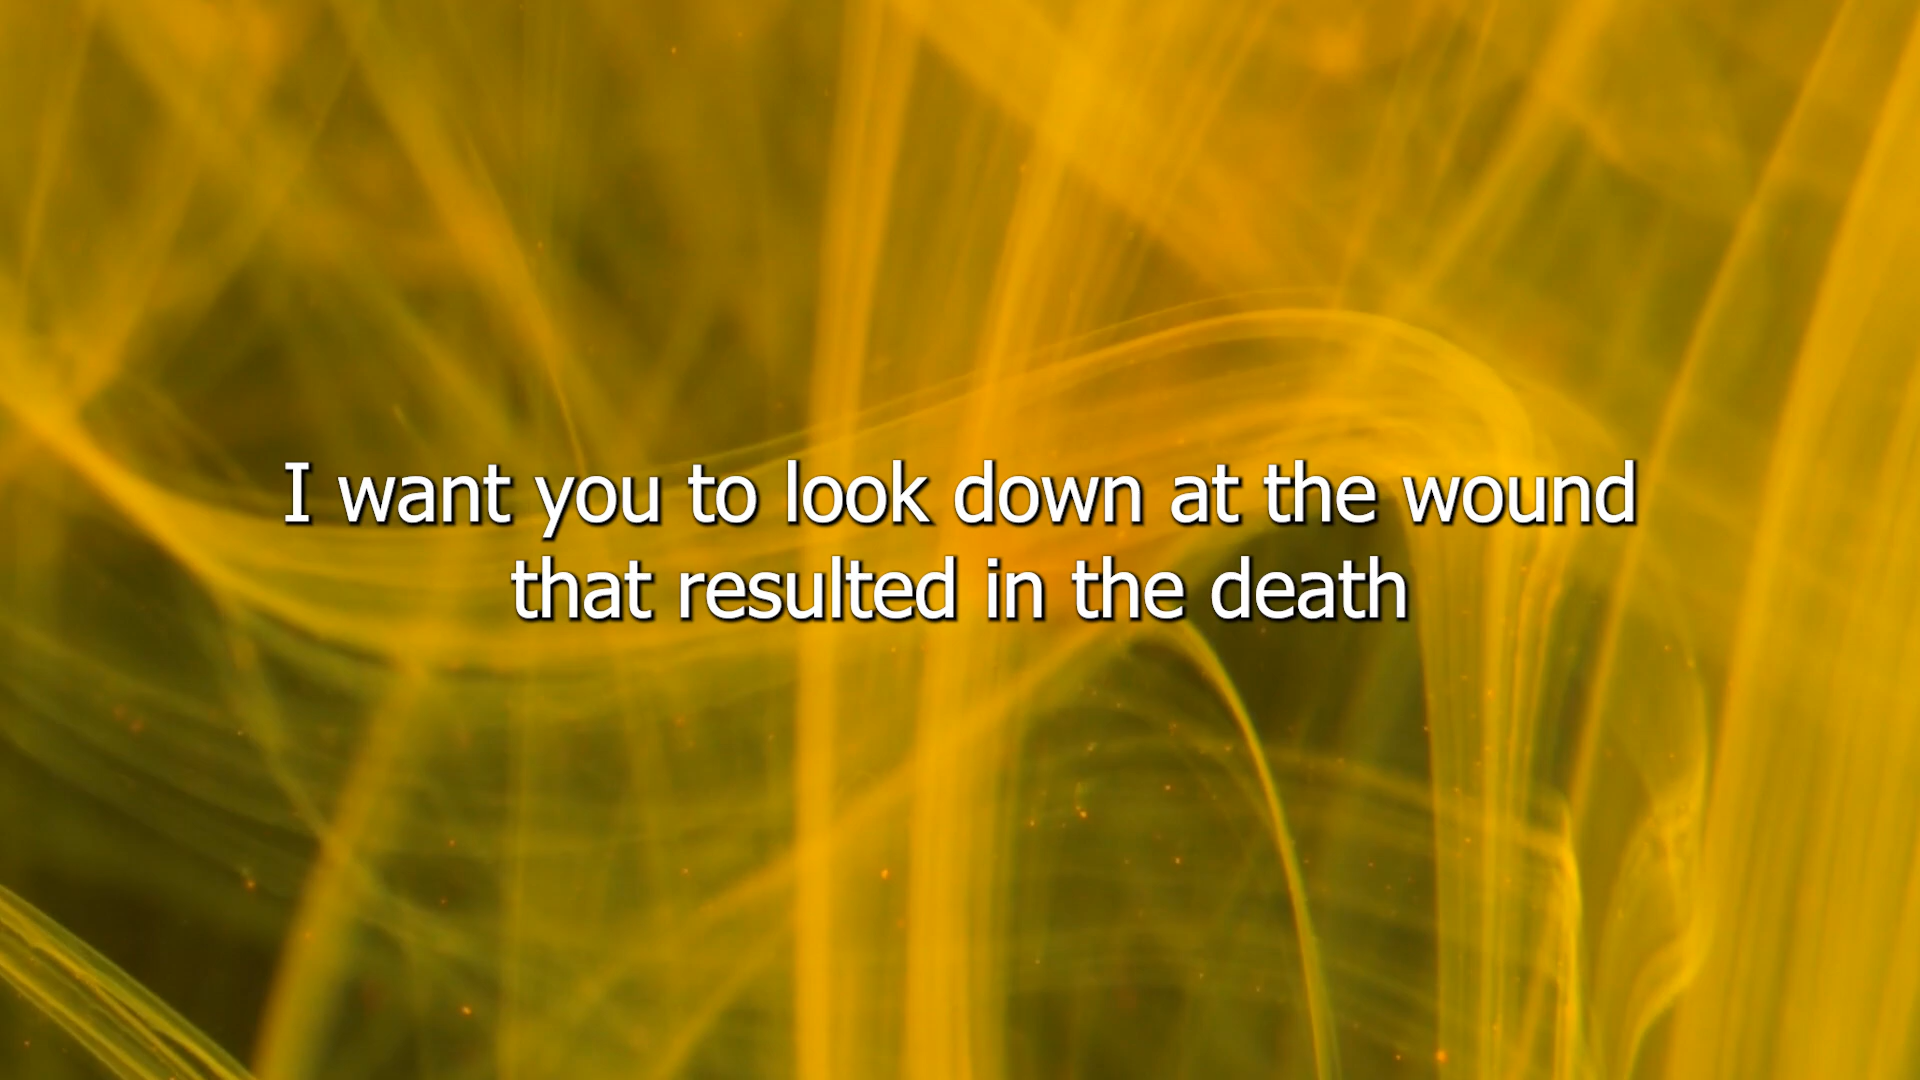 I want you to look down at the wound
that resulted in the death